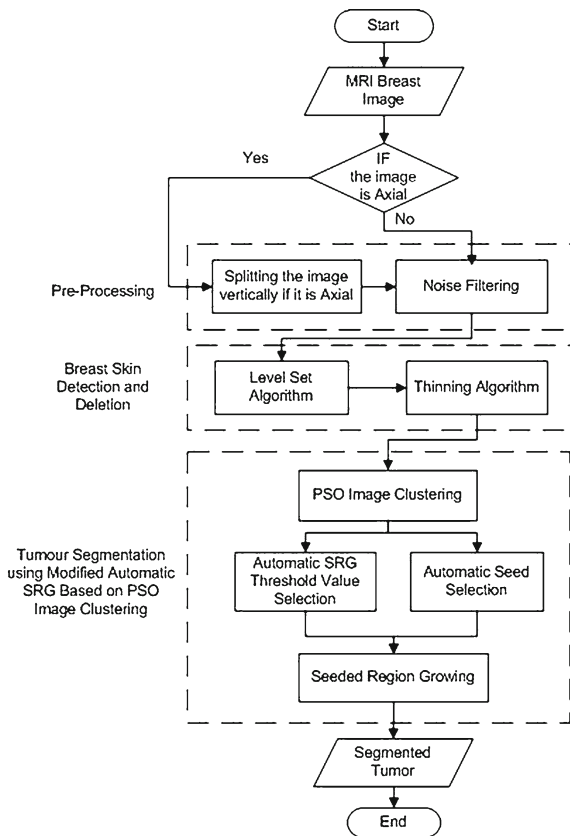 Start
MRI Breast
Image
IF
the image
is Axial
Yes
No
Pre-Processing
Splitting the image
vertically if it is Axial
Noise Filtering
Breast Skin
Detection and
Deletion
Level Set
Algorithm
Thinning Algorithm
PSO Image Clustering
Tumour Segmentation
using Modified Automatic
SRG Based on PSO
Image Clustering
Automatic SRG
Threshold Value
Selection
Automatic Seed
Selection
Seeded Region Growing
Segmented
Tumor
End